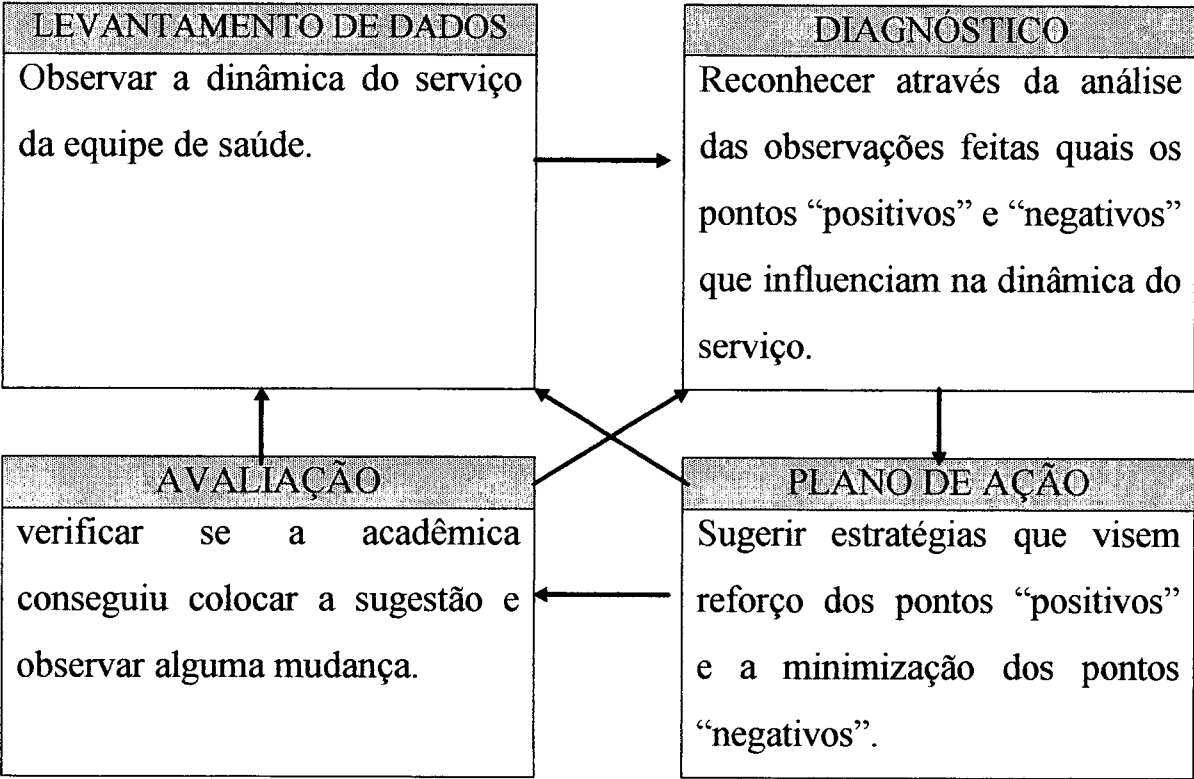 LEVANTAMENTO DE DADOS
Observar a dinâmica do serviço
da equipe de saúde.
DIAGNÓSTICO
Reconhecer através da análise
das observações feitas quais os
pontos “positivos” e “negativos”
que influenciam na dinâmica do
serviço.
AVALIAÇÃO
verificar se a acadêmica
conseguiu colocar a sugestão e
observar alguma mudança.
PLANO DE AÇÃO
Sugerir estratégias que visem
reforço dos pontos “positivos”
e a minimização dos pontos
“negativos”.